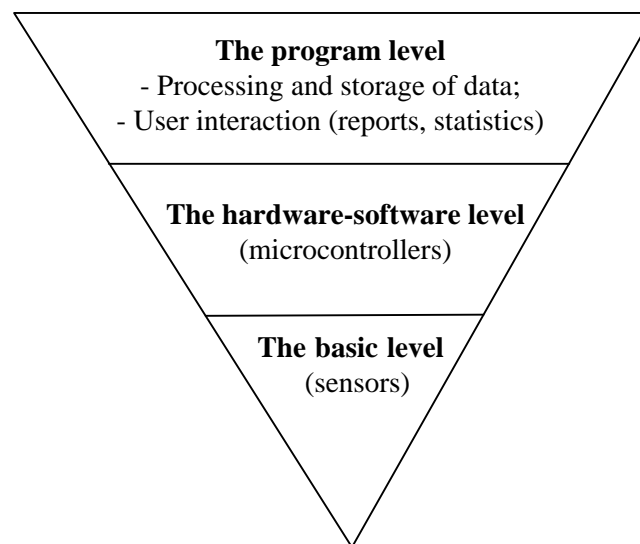 The program level
- Processing and storage of data;
- User interaction (reports, statistics)
The hardware-software level
(microcontrollers)
The basic level
(sensors)